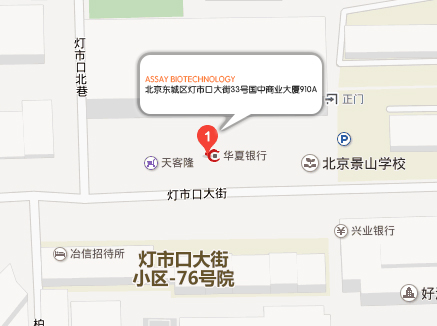 灯市口北巷
ASSAY BIOTECHNOLOGY
北京东城区灯市口大街33号国中商业大厦910A
正门
1
P
天客隆
华夏银行
北京景山学校
灯市口大街
兴业银行
冶信招待所
灯市口大街
小区-76号院
柏